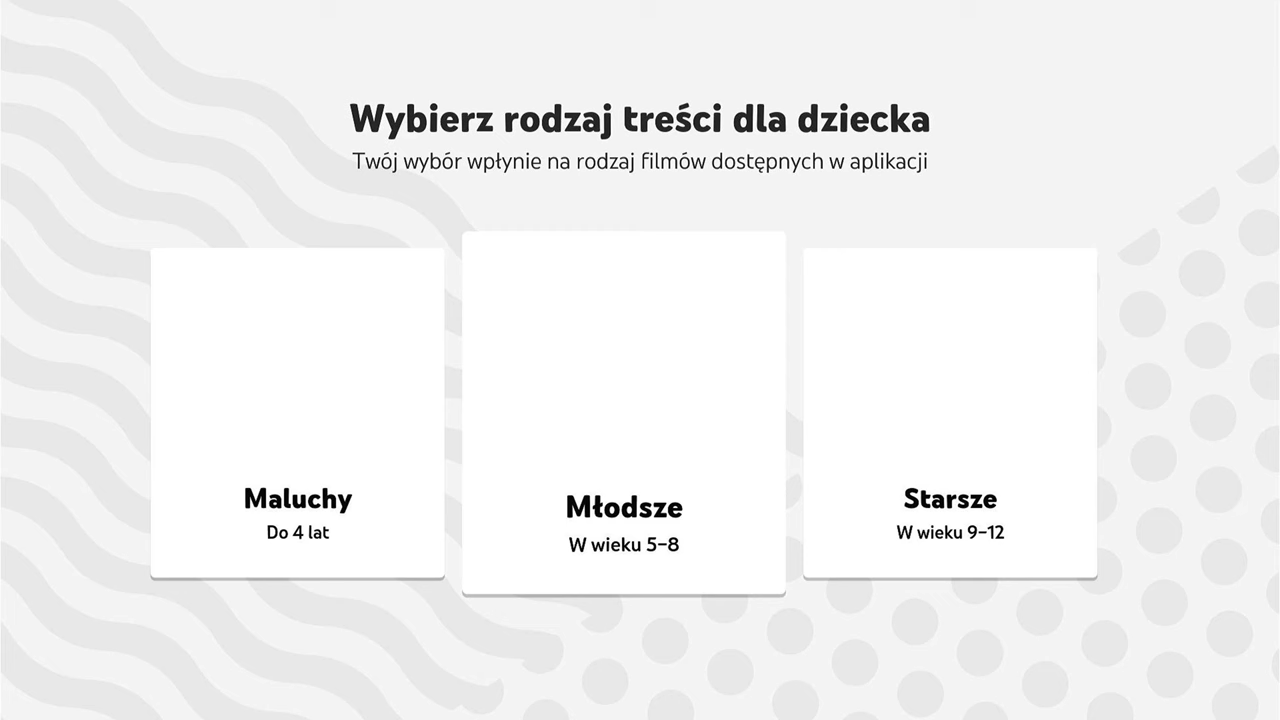 Wybierz rodzaj treści dla dziecka
Twój wybór wpłynie na rodzaj filmów dostępnych w aplikacji
Maluchy
Do 4 lat
Młodsze
W wieku 5–8
Starsze
W wieku 9–12